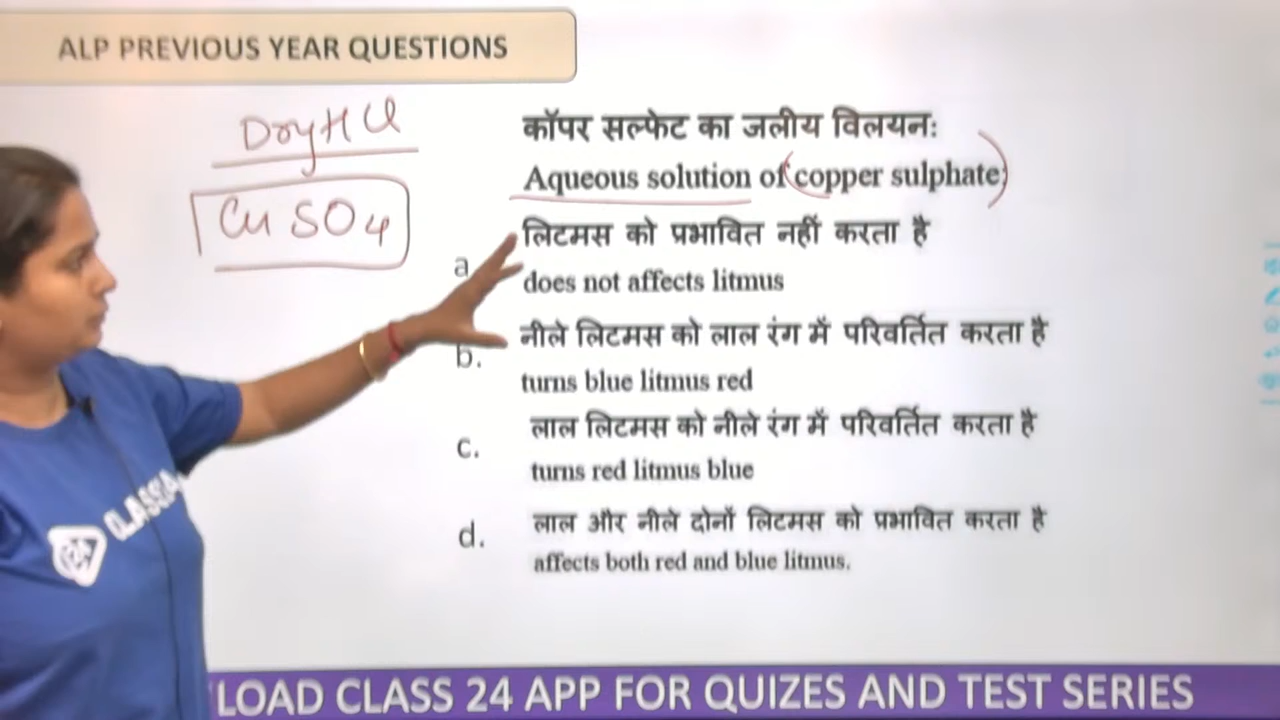 ALP PREVIOUS YEAR QUESTIONS
Dry HCl
CuSO4
कॉपर सल्फेट का जलीय विलयन:
Aqueous solution of copper sulphate
लिटमस को प्रभावित नहीं करता है
a
does not affects litmus
नीले लिटमस को लाल रंग में परिवर्तित करता है
b.
turns blue litmus red
लाल लिटमस को नीले रंग में परिवर्तित करता है
c.
turns red litmus blue
लाल और नीले दोनों लिटमस को प्रभावित करता है
d.
affects both red and blue litmus.
LOAD CLASS 24 APP FOR QUIZES AND TEST SERIES